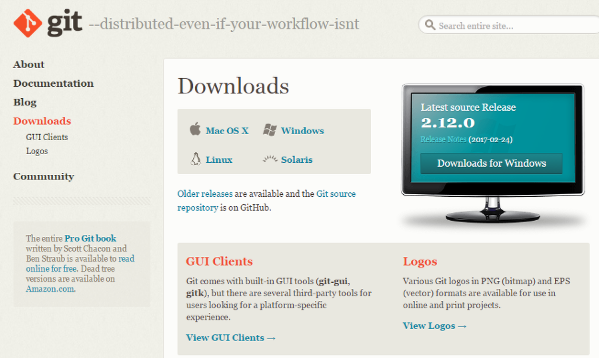 git --distributed-even-if-your-workflow-isnt
Search entire site...
About
Documentation
Blog
Downloads
GUI Clients
Logos
Community
The entire Pro Git book
written by Scott Chacon and
Ben Straub is available to read
online for free. Dead tree
versions are available on
Amazon.com.
Downloads
Mac OS X
Windows
Linux
Solaris
Older releases are available and the Git source
repository is on GitHub.
Latest source Release
2.12.0
Release Notes (2017-02-24)
Downloads for Windows
GUI Clients
Git comes with built-in GUI tools (git-gui,
gitk), but there are several third-party tools for
users looking for a platform-specific
experience.
View GUI Clients →
Logos
Various Git logos in PNG (bitmap) and EPS
(vector) formats are available for use in
online and print projects.
View Logos →